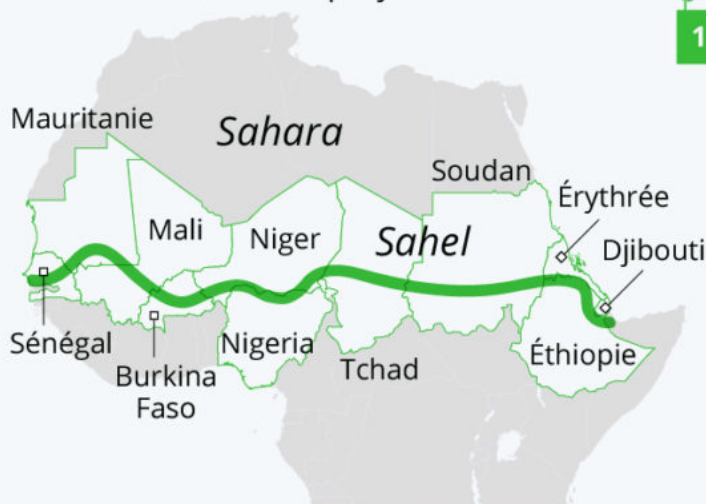 1
Mauritanie
Sahara
Soudan
Érythrée
Mali
Niger
Sahel
Djibouti
Sénégal
Nigeria
Éthiopie
Tchad
Burkina
Faso